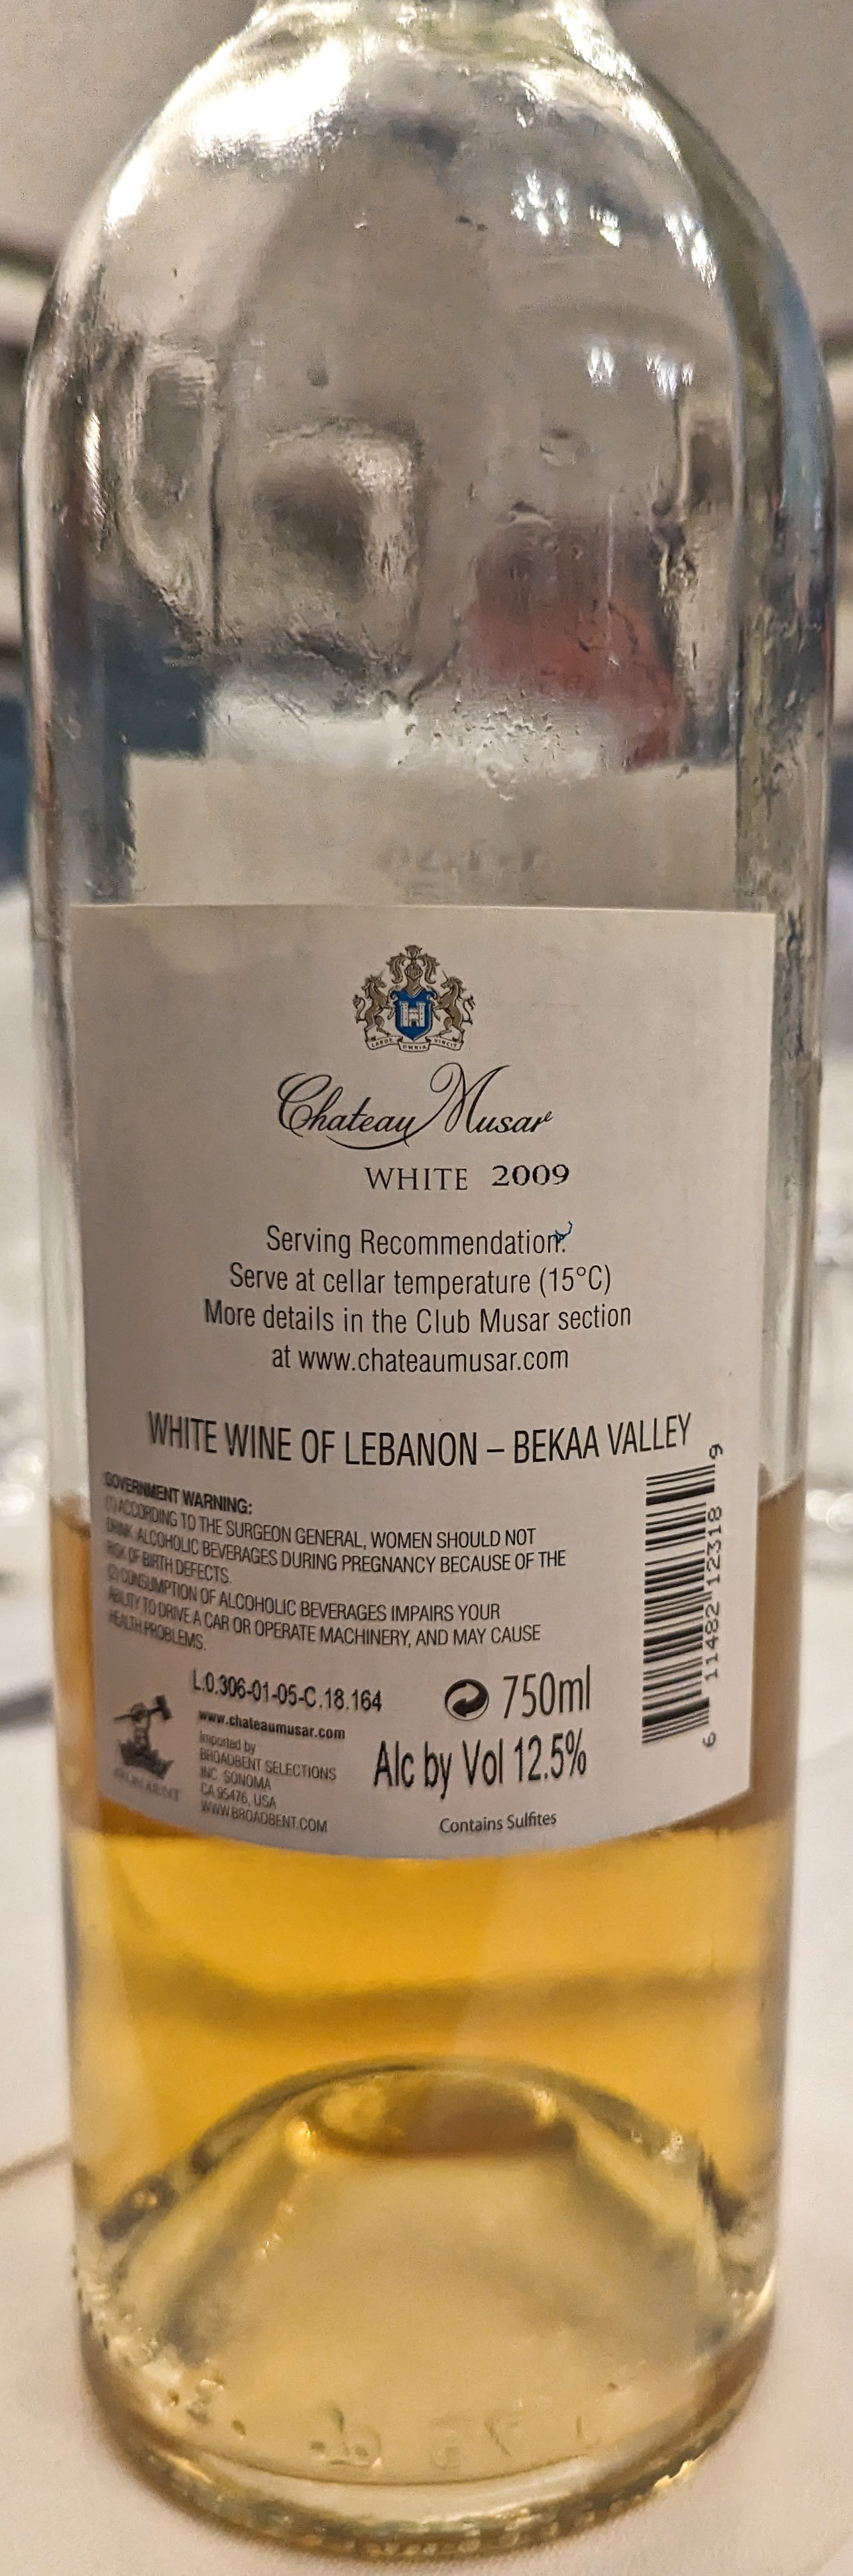 LABOR OMNIA VINCIT
Chateau Musar
WHITE 2009
Serving Recommendation:
Serve at cellar temperature (15°C)
More details in the Club Musar section
at www.chateaumusar.com
WHITE WINE OF LEBANON – BEKAA VALLEY
GOVERNMENT WARNING:
(1) ACCORDING TO THE SURGEON GENERAL, WOMEN SHOULD NOT
DRINK ALCOHOLIC BEVERAGES DURING PREGNANCY BECAUSE OF THE
RISK OF BIRTH DEFECTS.
(2) CONSUMPTION OF ALCOHOLIC BEVERAGES IMPAIRS YOUR
ABILITY TO DRIVE A CAR OR OPERATE MACHINERY, AND MAY CAUSE
HEALTH PROBLEMS.
6 11482 12318 9
L.0.306-01-05-C.18.164
750ml
www.chateaumusar.com
Alc by Vol 12.5%
Imported by
BROADBENT SELECTIONS
INC SONOMA
CA 95476, USA
WWW.BROADBENT.COM
BROADBENT
Contains Sulfites